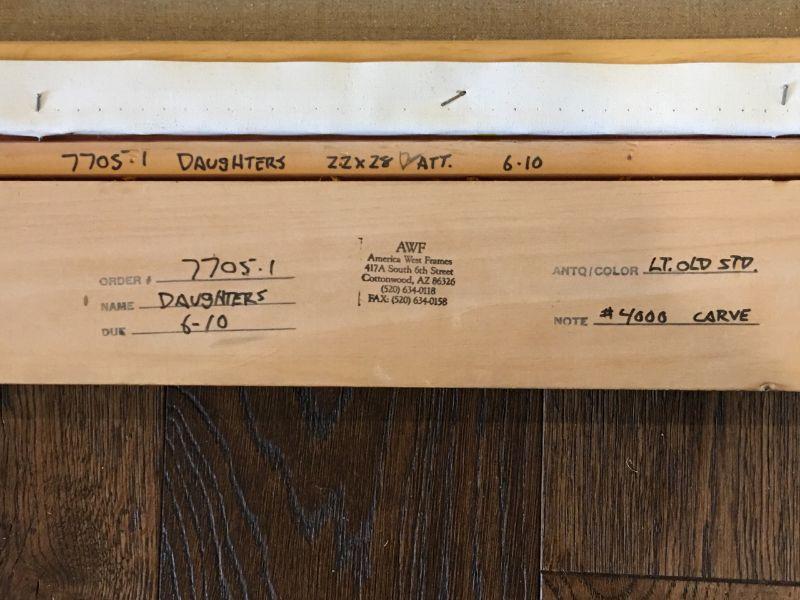 7705.1 DAUGHTERS 22x28 ATT. 6-10
ORDER # 7705.1
NAME DAUGHTERS
DUE 6-10
AWF
America West Frames
417A South 6th Street
Cottonwood, AZ 86326
(520) 634-0118
FAX: (520) 634-0158
ANTQ/COLOR LT. OLD STD.
NOTE #4000 CARVE